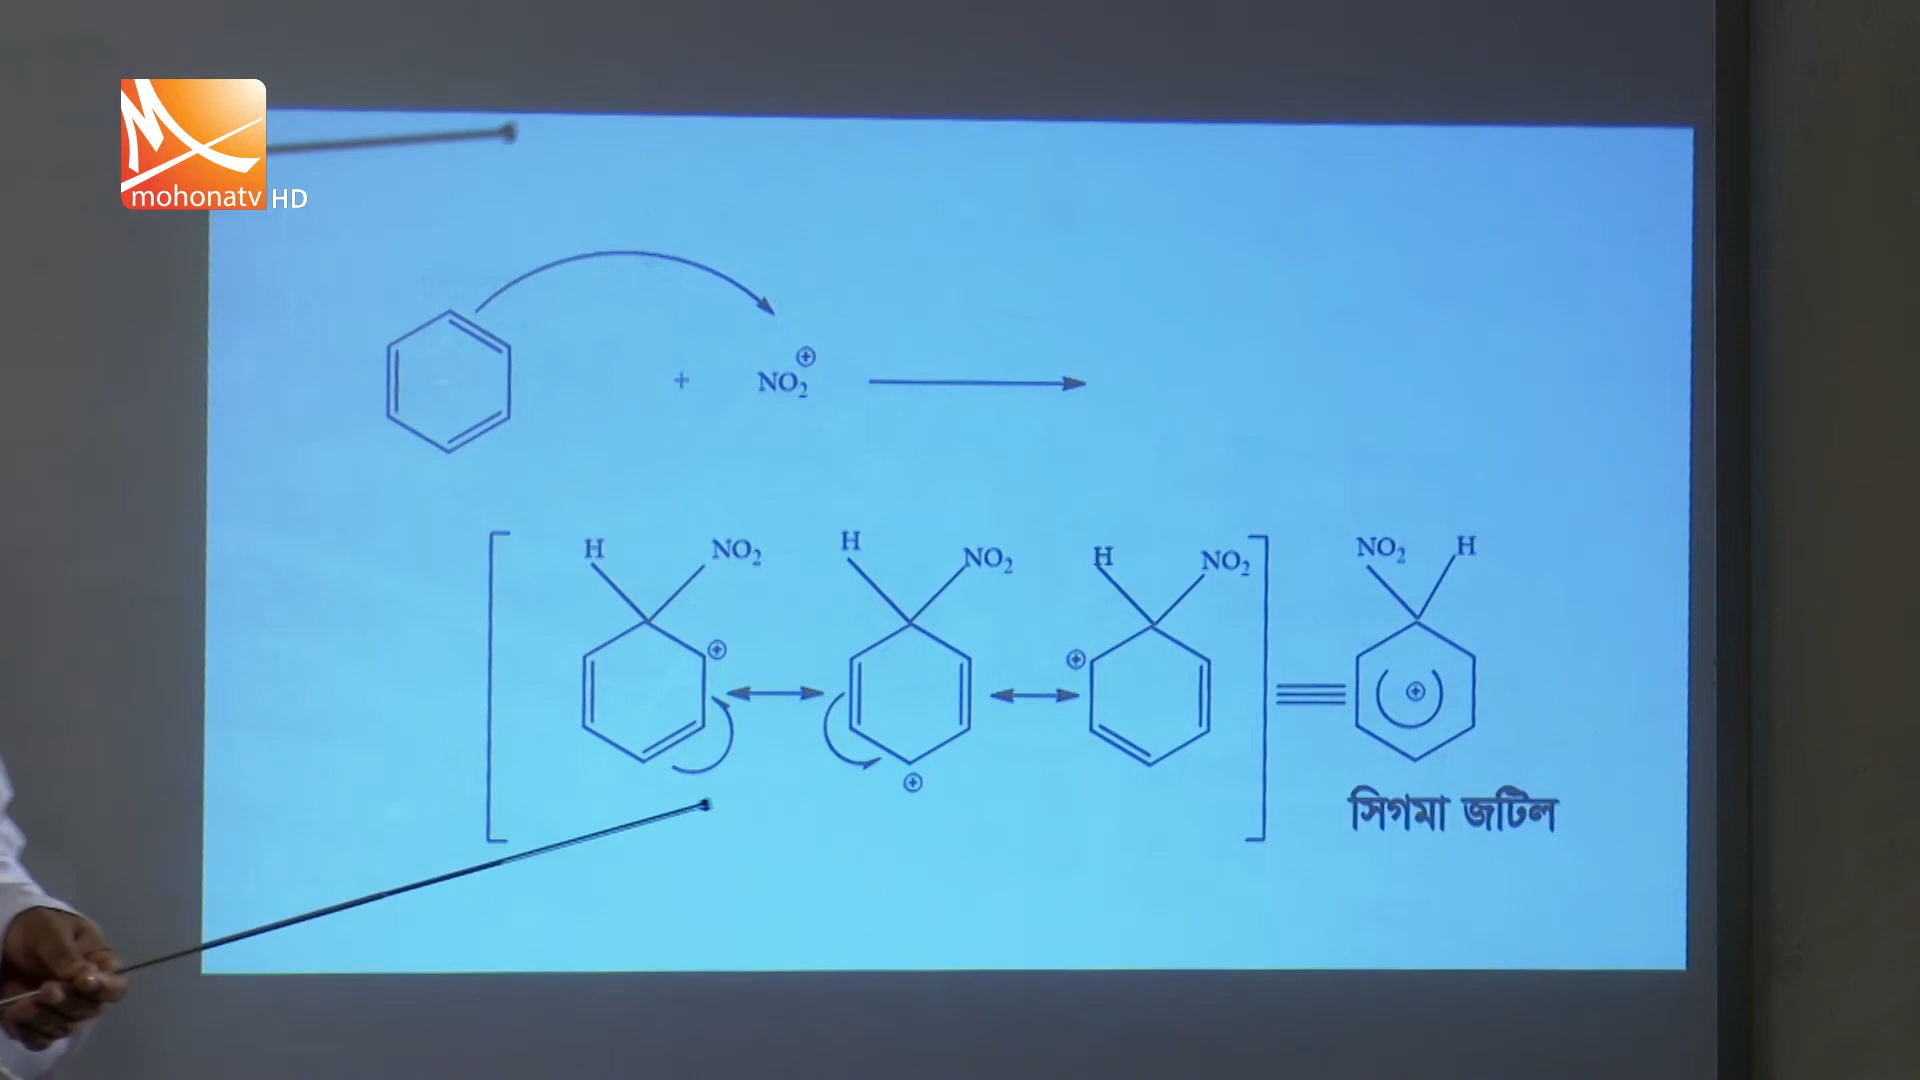 mohonatv HD
+ NO₂ ⊕
H NO₂ H NO₂ H NO₂ NO₂ H
⊕ ⊕ ⊕
⊕
সিগমা জটিল